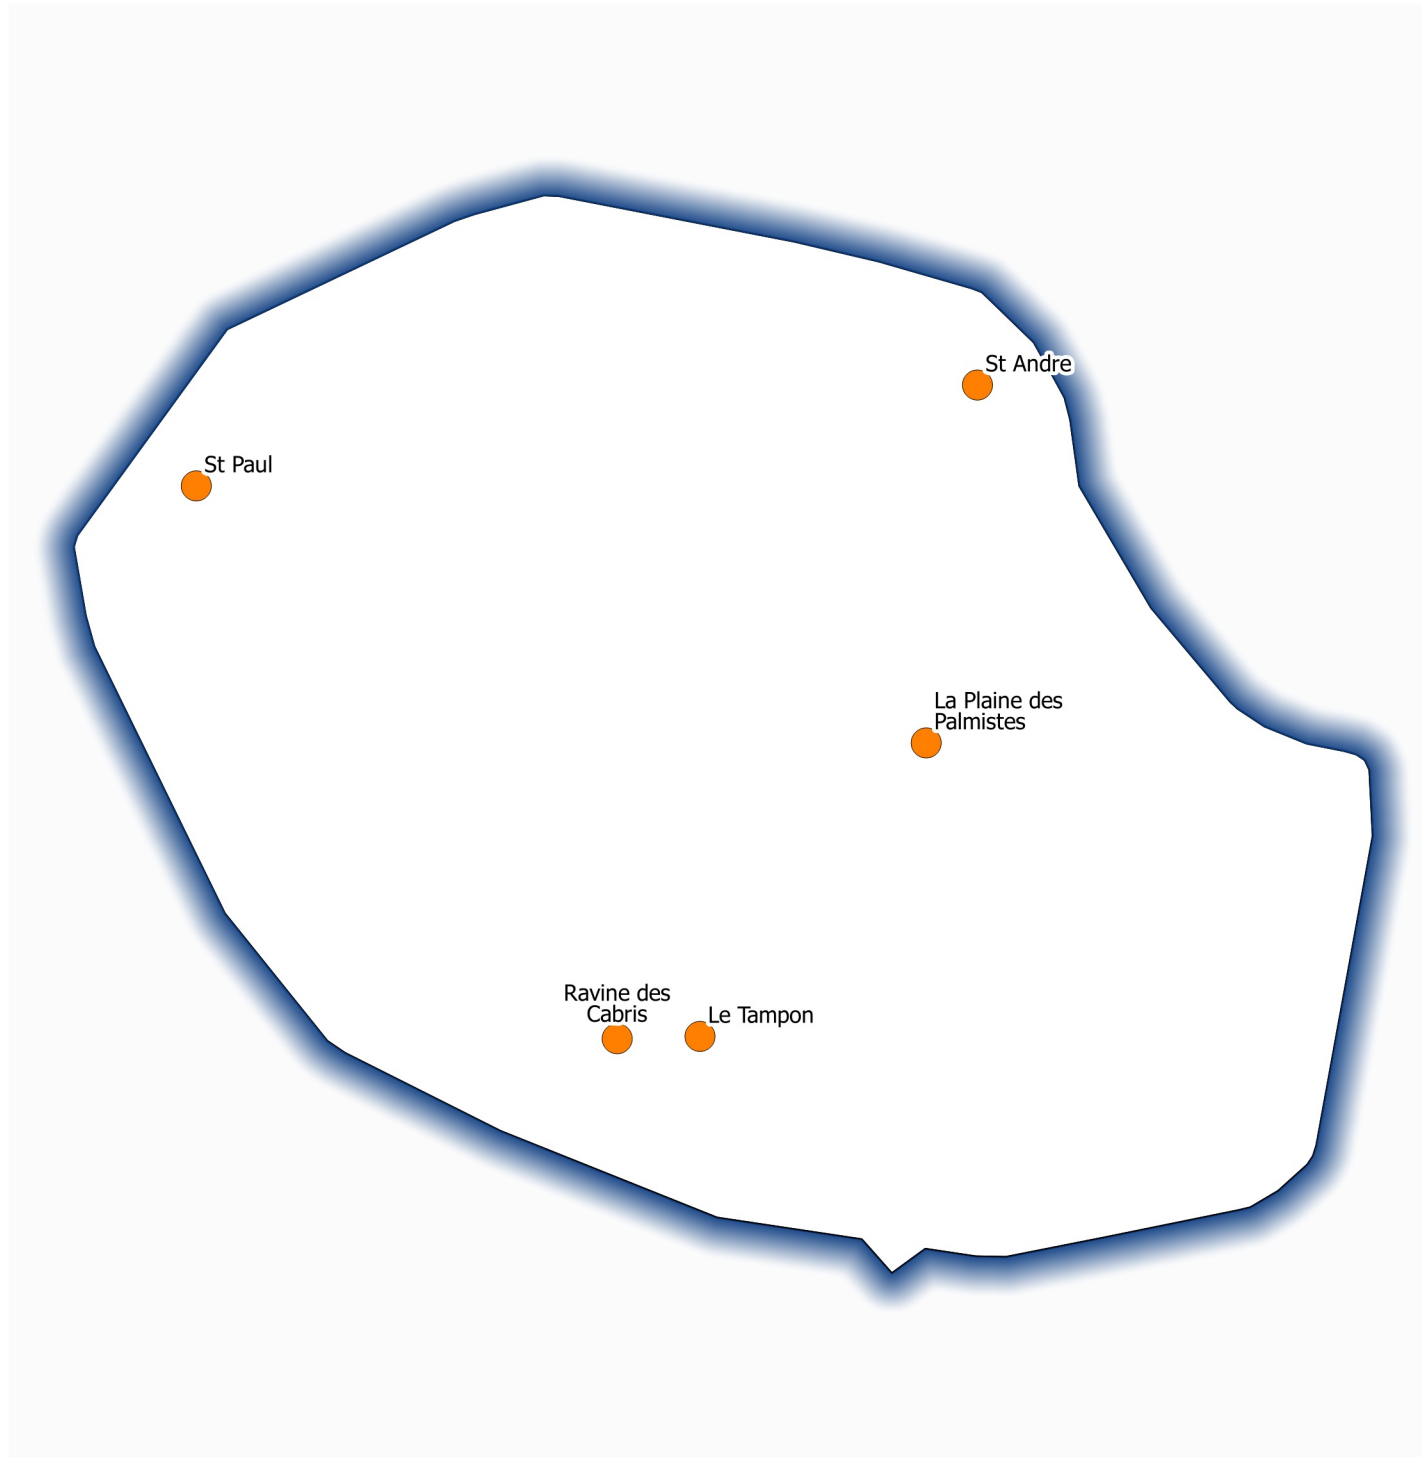 St Andre
St Paul
La Plaine des
Palmistes
Ravine des
Cabris
Le Tampon